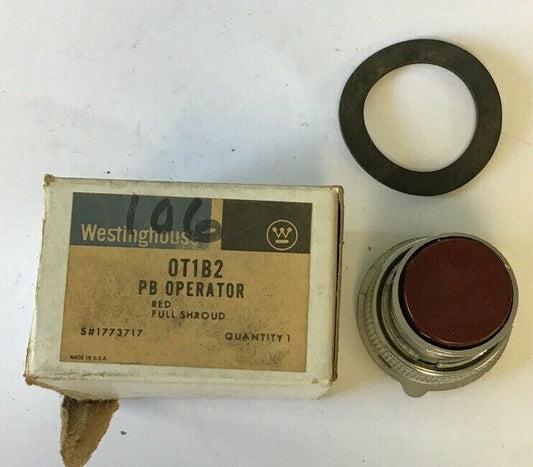 106
Westinghouse
OT1B2
PB OPERATOR
RED
FULL SHROUD
S#1773717 QUANTITY 1
MADE IN U.S.A.